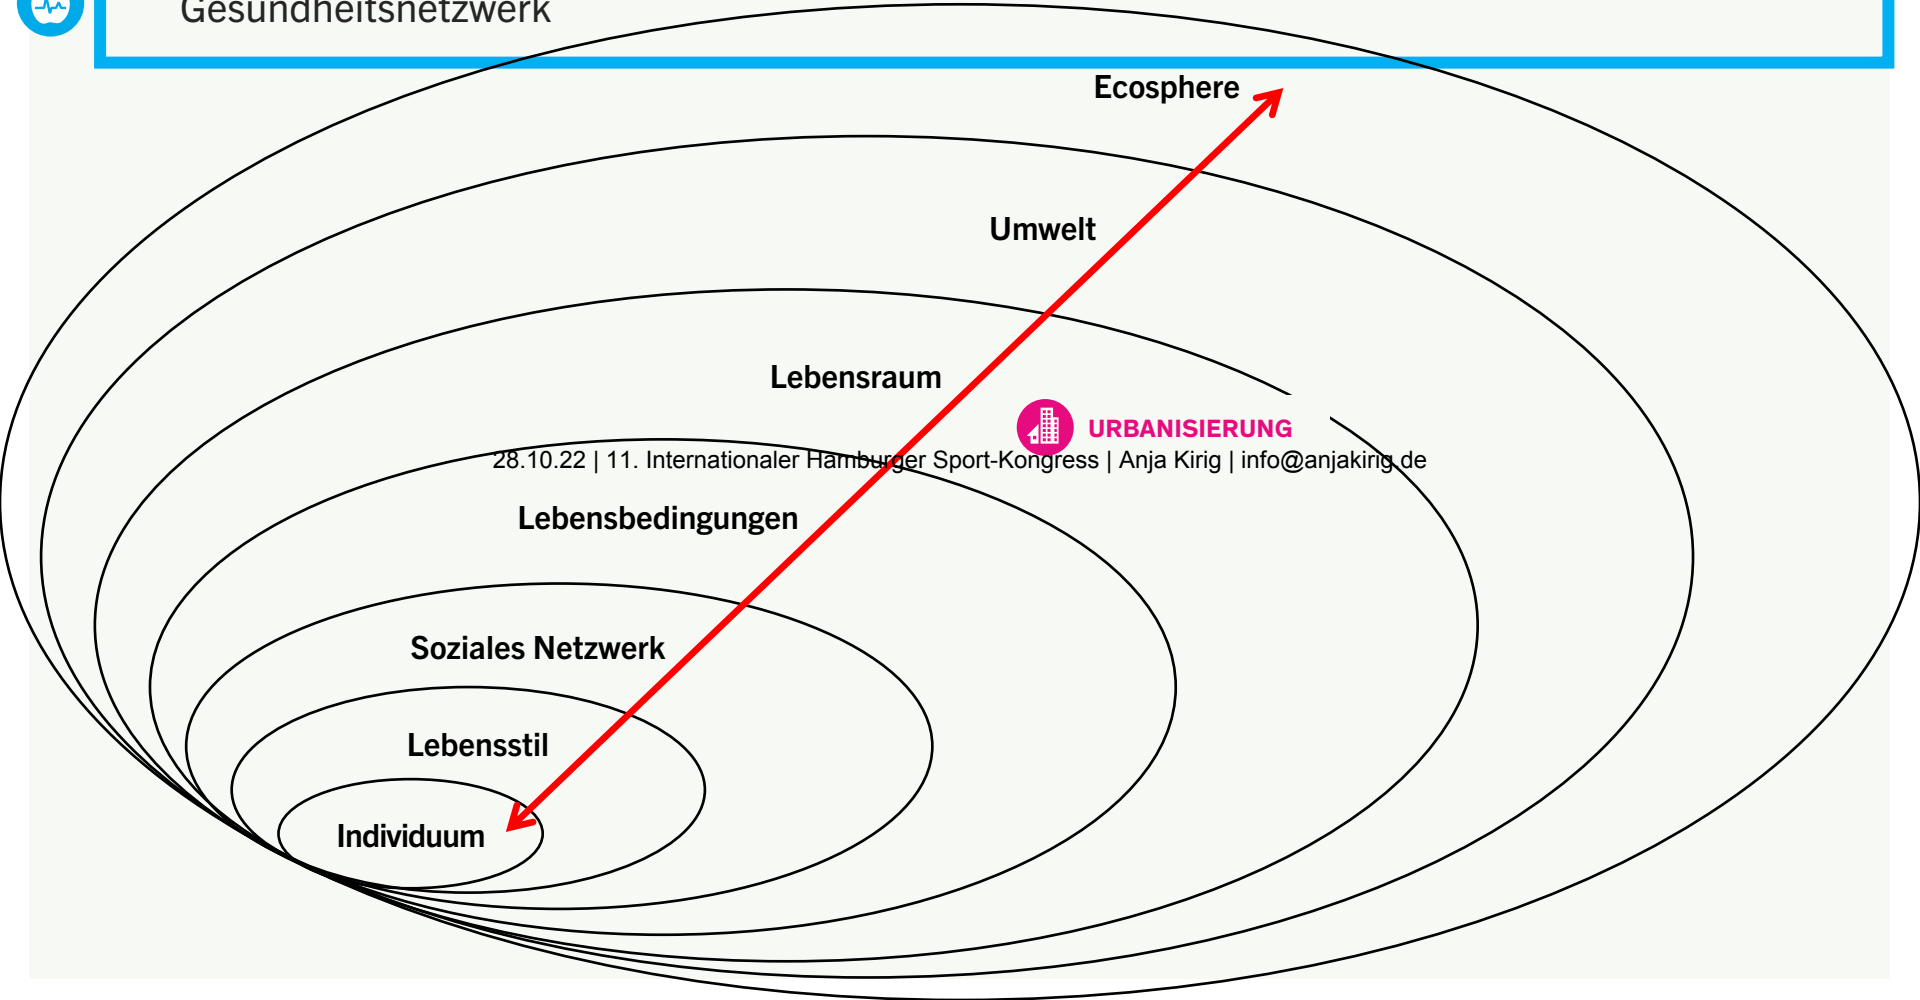 Gesundheitsnetzwerk
Ecosphere
Umwelt
Lebensraum
URBANISIERUNG
28.10.22 | 11. Internationaler Hamburger Sport-Kongress | Anja Kirig | info@anjakirig.de
Lebensbedingungen
Soziales Netzwerk
Lebensstil
Individuum